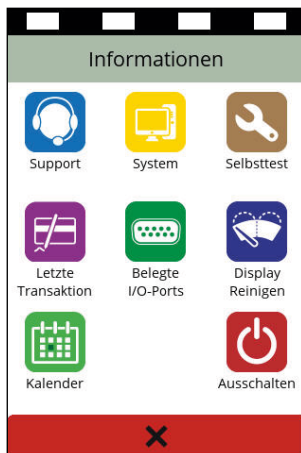 Informationen
Support
System
Selbsttest
Letzte
Transaktion
Belegte
I/O-Ports
Display
Reinigen
Kalender
Ausschalten